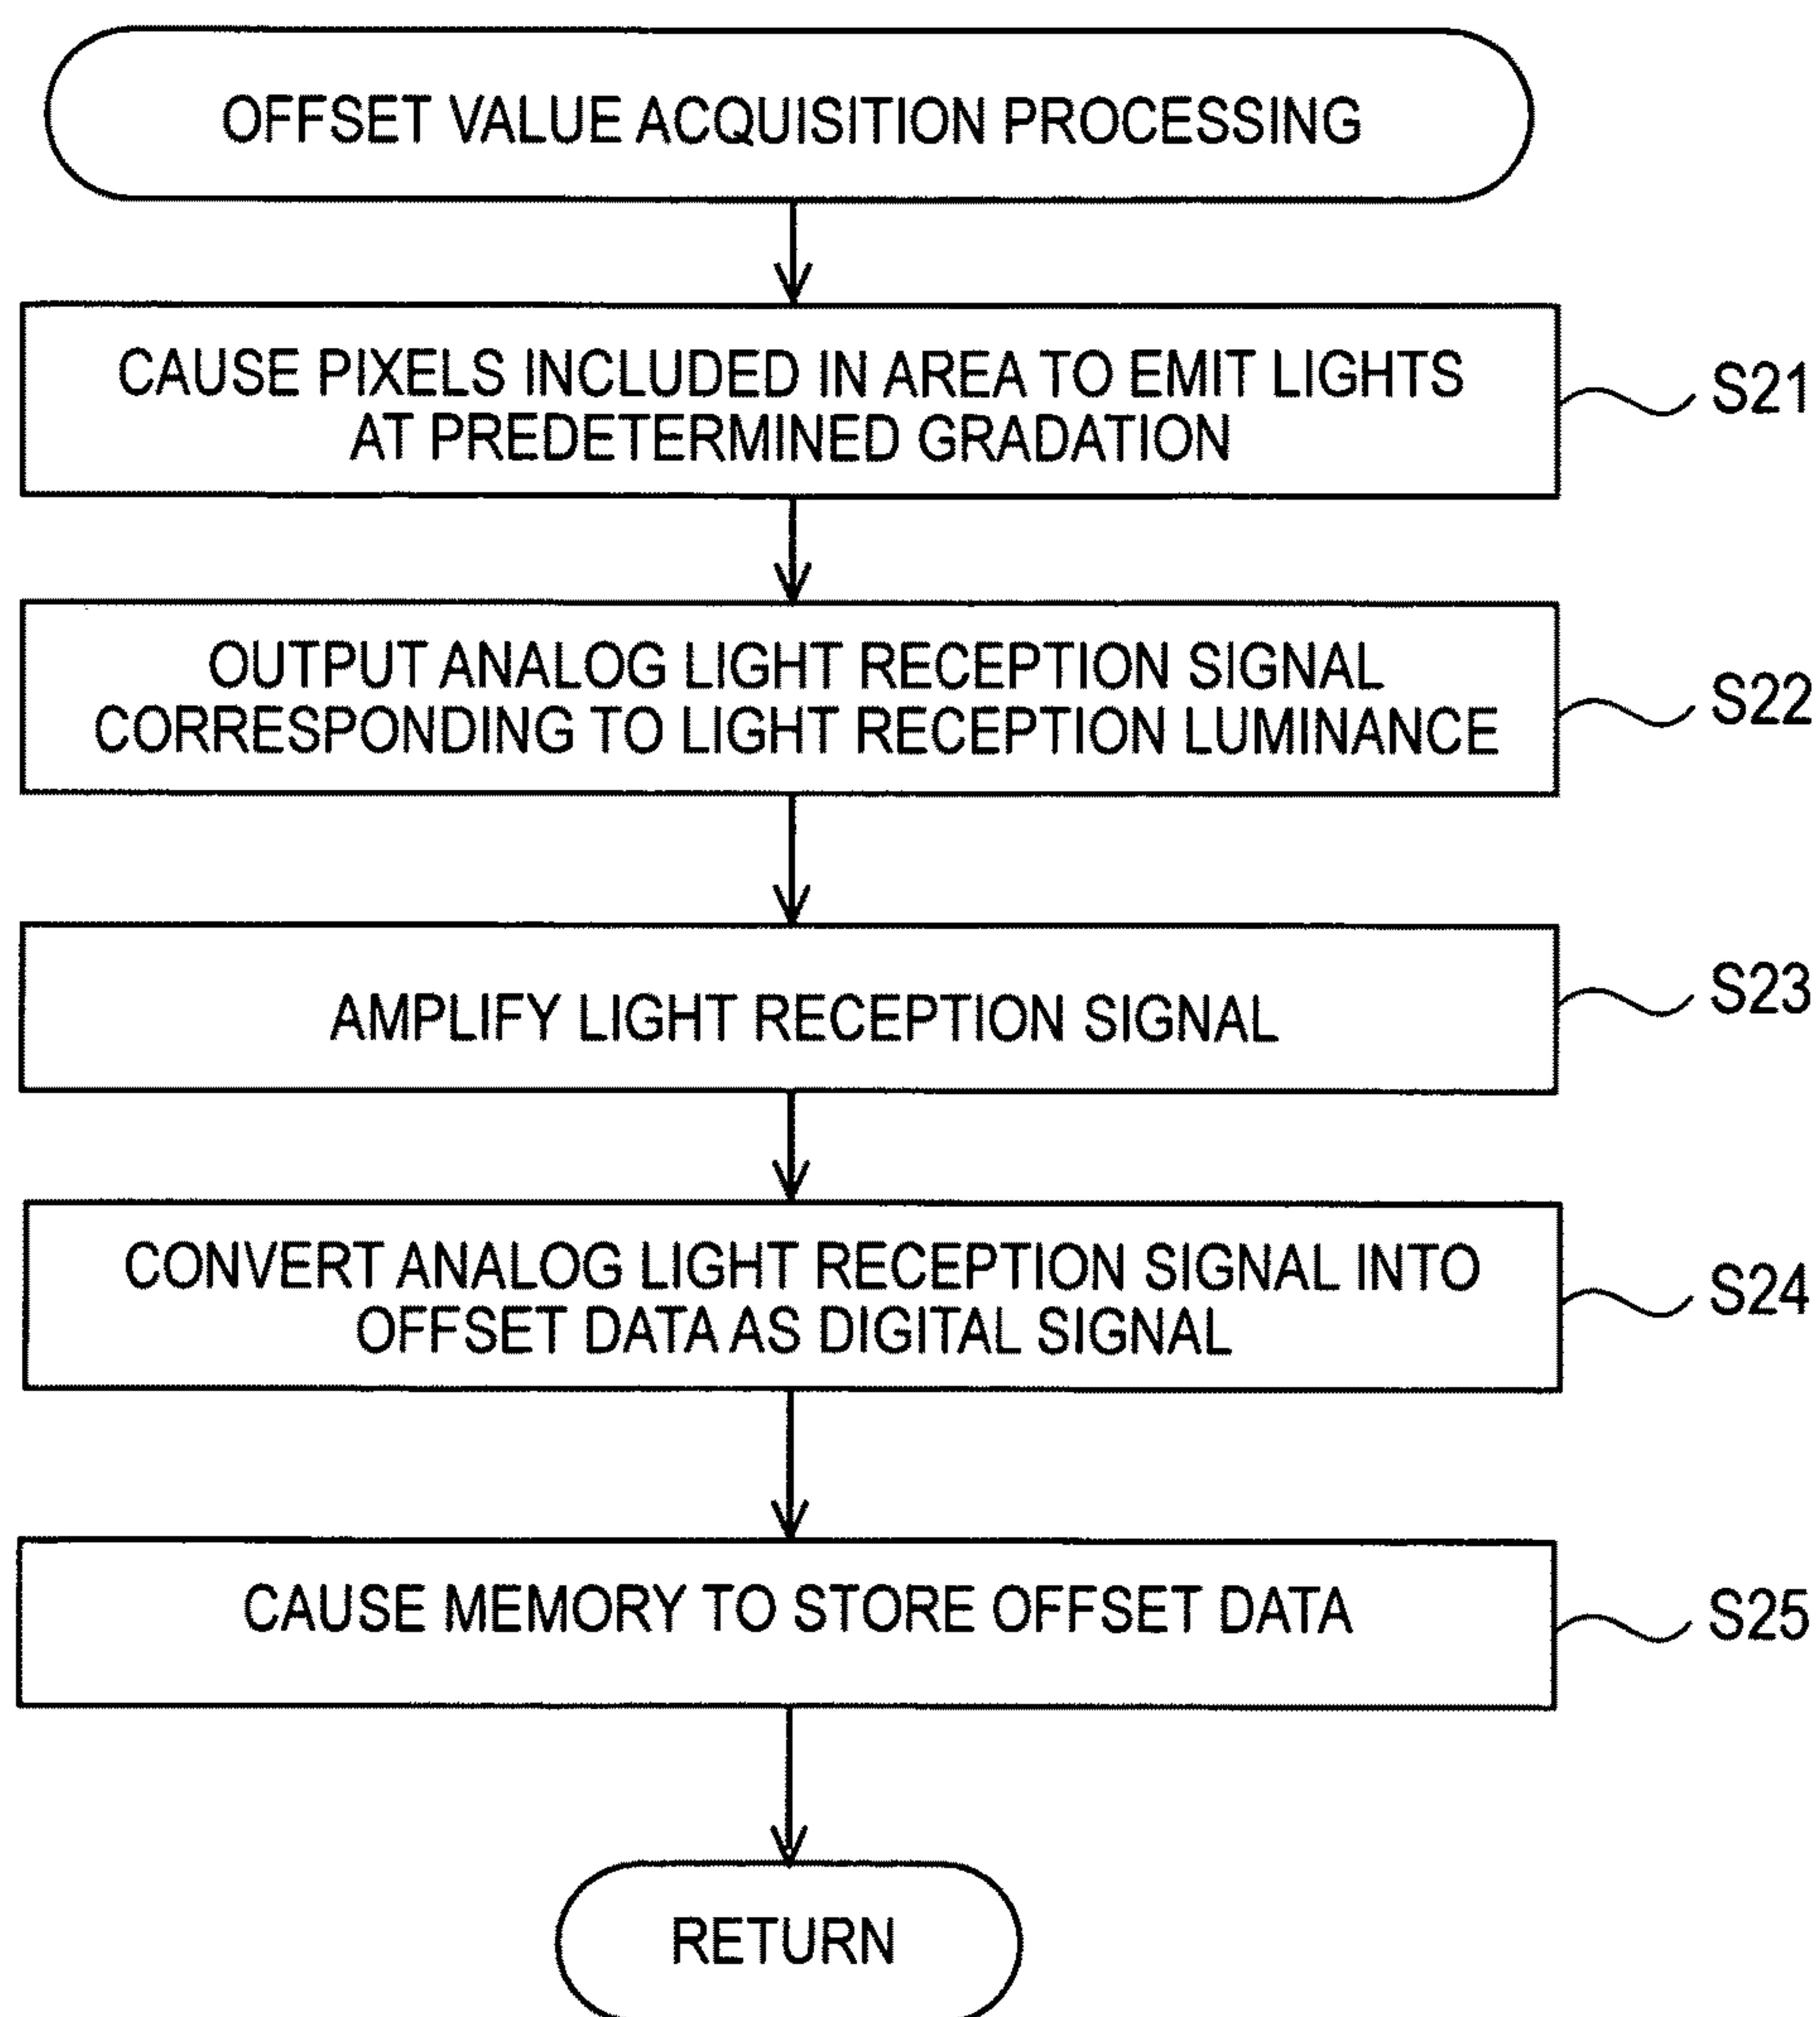 OFFSET VALUE ACQUISITION PROCESSING
CAUSE PIXELS INCLUDED IN AREA TO EMIT LIGHTS
AT PREDETERMINED GRADATION
S21
OUTPUT ANALOG LIGHT RECEPTION SIGNAL
CORRESPONDING TO LIGHT RECEPTION LUMINANCE
S22
AMPLIFY LIGHT RECEPTION SIGNAL
S23
CONVERT ANALOG LIGHT RECEPTION SIGNAL INTO
OFFSET DATA AS DIGITAL SIGNAL
S24
CAUSE MEMORY TO STORE OFFSET DATA
S25
RETURN